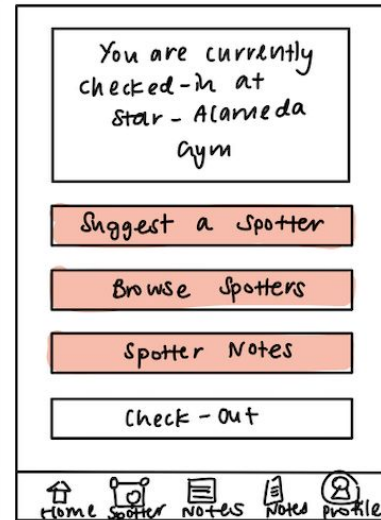 You are currently
checked-in at
Star - Alameda
Gym
Suggest a Spotter
Browse Spotters
Spotter Notes
Check - Out
Home Spotter Notes Notes Profile